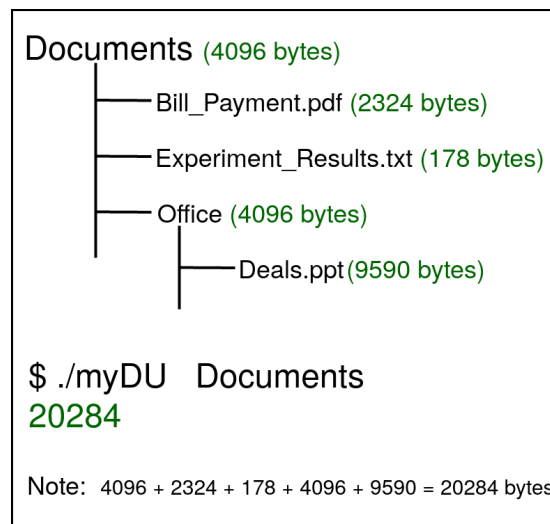 Documents (4096 bytes)
Bill_Payment.pdf (2324 bytes)
Experiment_Results.txt (178 bytes)
Office (4096 bytes)
Deals.ppt(9590 bytes)
$ ./myDU Documents
20284
Note: 4096 + 2324 + 178 + 4096 + 9590 = 20284 bytes